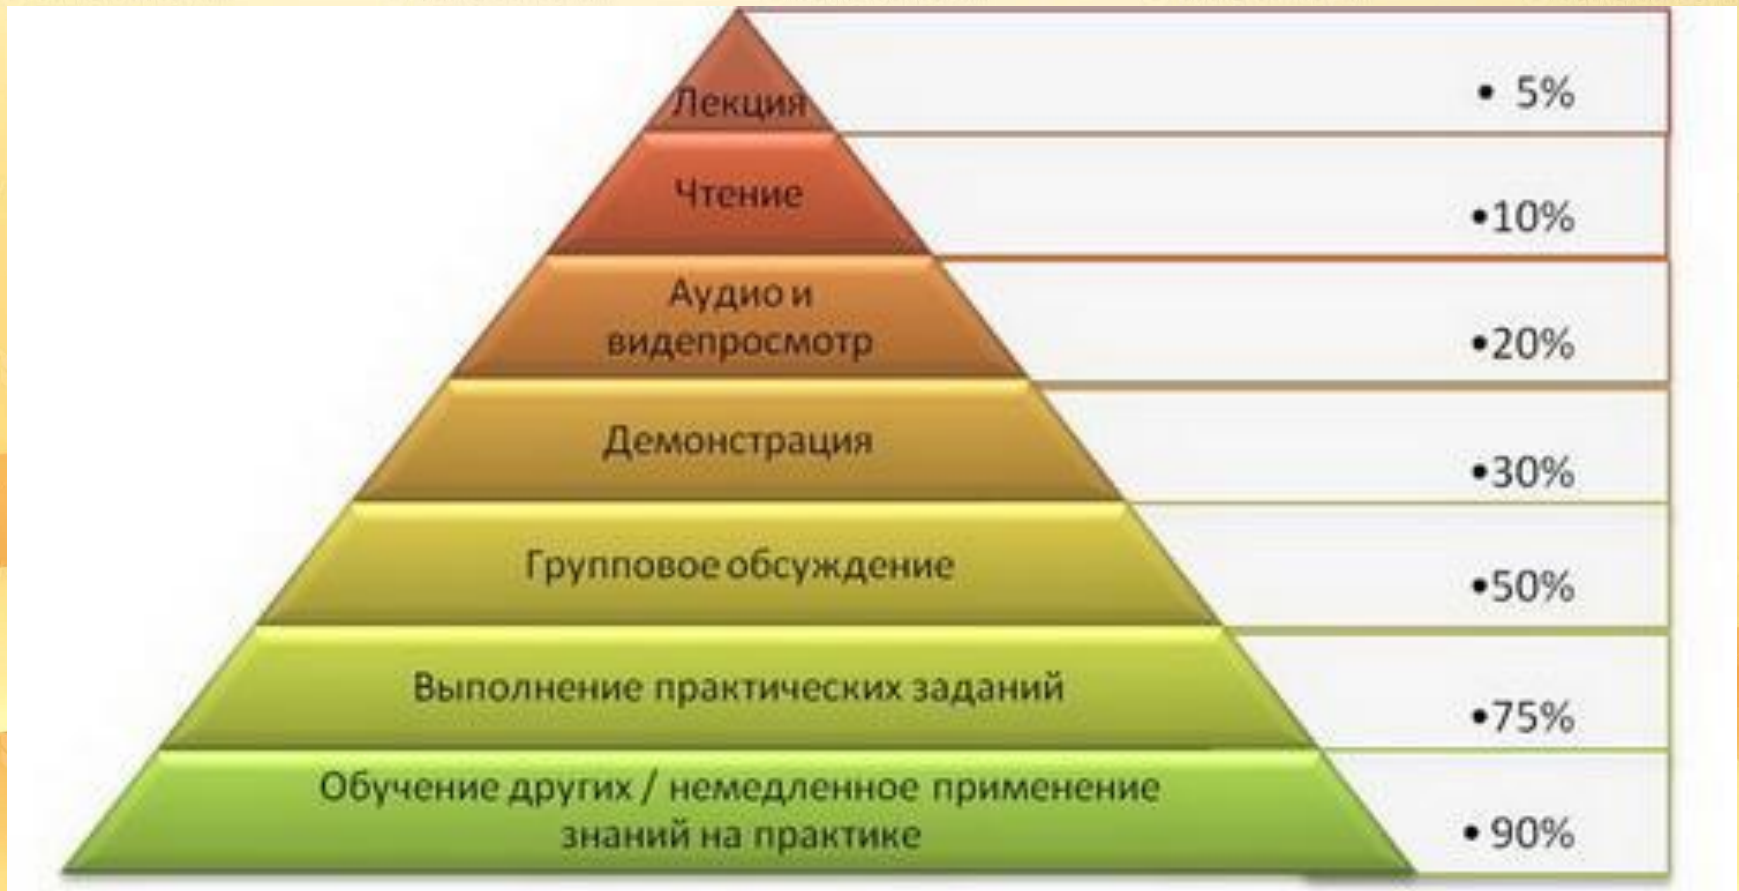 Лекция
• 5%
Чтение
•10%
Аудио и
видепросмотр
•20%
Демонстрация
•30%
Групповое обсуждение
•50%
Выполнение практических заданий
•75%
Обучение других / немедленное применение
знаний на практике
• 90%